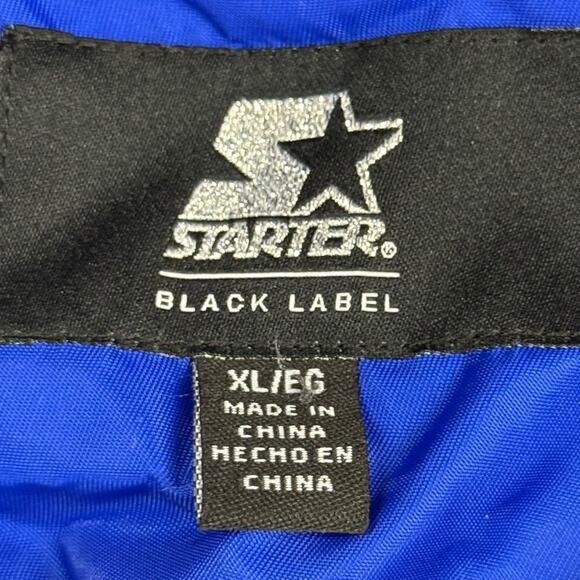 STARTER®
BLACK LABEL
XL/EG
MADE IN
CHINA
HECHO EN
CHINA